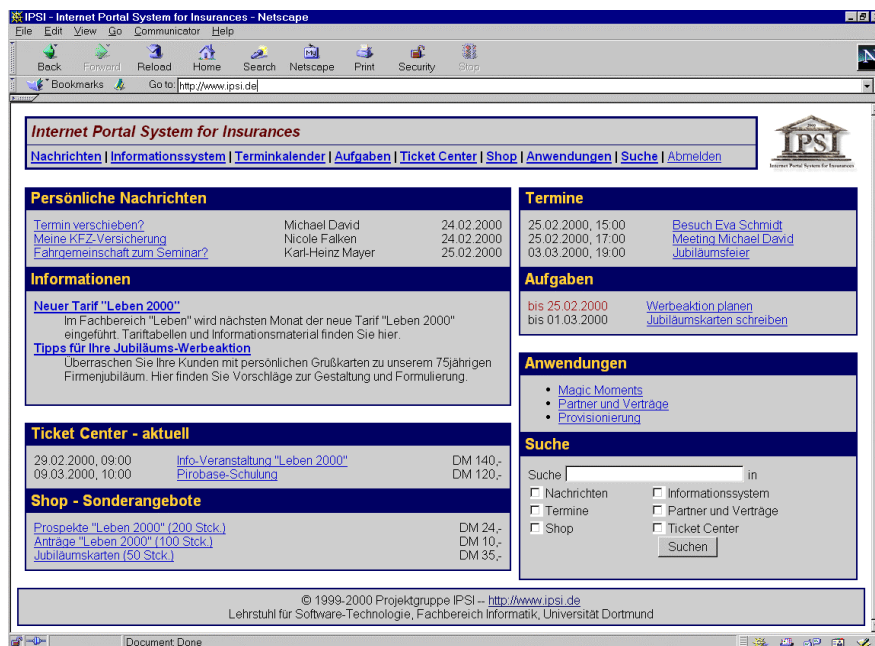 IPSI - Internet Portal System for Insurances - Netscape
File Edit View Go Communicator Help
Back Forward Reload Home Search Netscape Print Security Stop
Bookmarks Go to: http://www.ipsi.de
Internet Portal System for Insurances
Nachrichten | Informationssystem | Terminkalender | Aufgaben | Ticket Center | Shop | Anwendungen | Suche | Abmelden
IPSI
Internet Portal System for Insurances
Persönliche Nachrichten
Termin verschieben? Michael David 24.02.2000
Meine KFZ-Versicherung Nicole Falken 24.02.2000
Fahrgemeinschaft zum Seminar? Karl-Heinz Mayer 25.02.2000
Informationen
Neuer Tarif "Leben 2000"
Im Fachbereich "Leben" wird nächsten Monat der neue Tarif "Leben 2000"
eingeführt. Tariftabellen und Informationsmaterial finden Sie hier.
Tipps für Ihre Jubiläums-Werbeaktion
Überraschen Sie Ihre Kunden mit persönlichen Grußkarten zu unserem 75jährigen
Firmenjubiläum. Hier finden Sie Vorschläge zur Gestaltung und Formulierung.
Ticket Center - aktuell
29.02.2000, 09:00 Info-Veranstaltung "Leben 2000" DM 140,-
09.03.2000, 10:00 Pirobase-Schulung DM 120,-
Shop - Sonderangebote
Prospekte "Leben 2000" (200 Stck.) DM 24,-
Anträge "Leben 2000" (100 Stck.) DM 10,-
Jubiläumskarten (50 Stck.) DM 35,-
Termine
25.02.2000, 15:00 Besuch Eva Schmidt
25.02.2000, 17:00 Meeting Michael David
03.03.2000, 19:00 Jubiläumsfeier
Aufgaben
bis 25.02.2000 Werbeaktion planen
bis 01.03.2000 Jubiläumskarten schreiben
Anwendungen
Magic Moments
Partner und Verträge
Provisionierung
Suche
Suche in
Nachrichten Informationssystem
Termine Partner und Verträge
Shop Ticket Center
Suchen
© 1999-2000 Projektgruppe IPSI -- http://www.ipsi.de
Lehrstuhl für Software-Technologie, Fachbereich Informatik, Universität Dortmund
Document Done